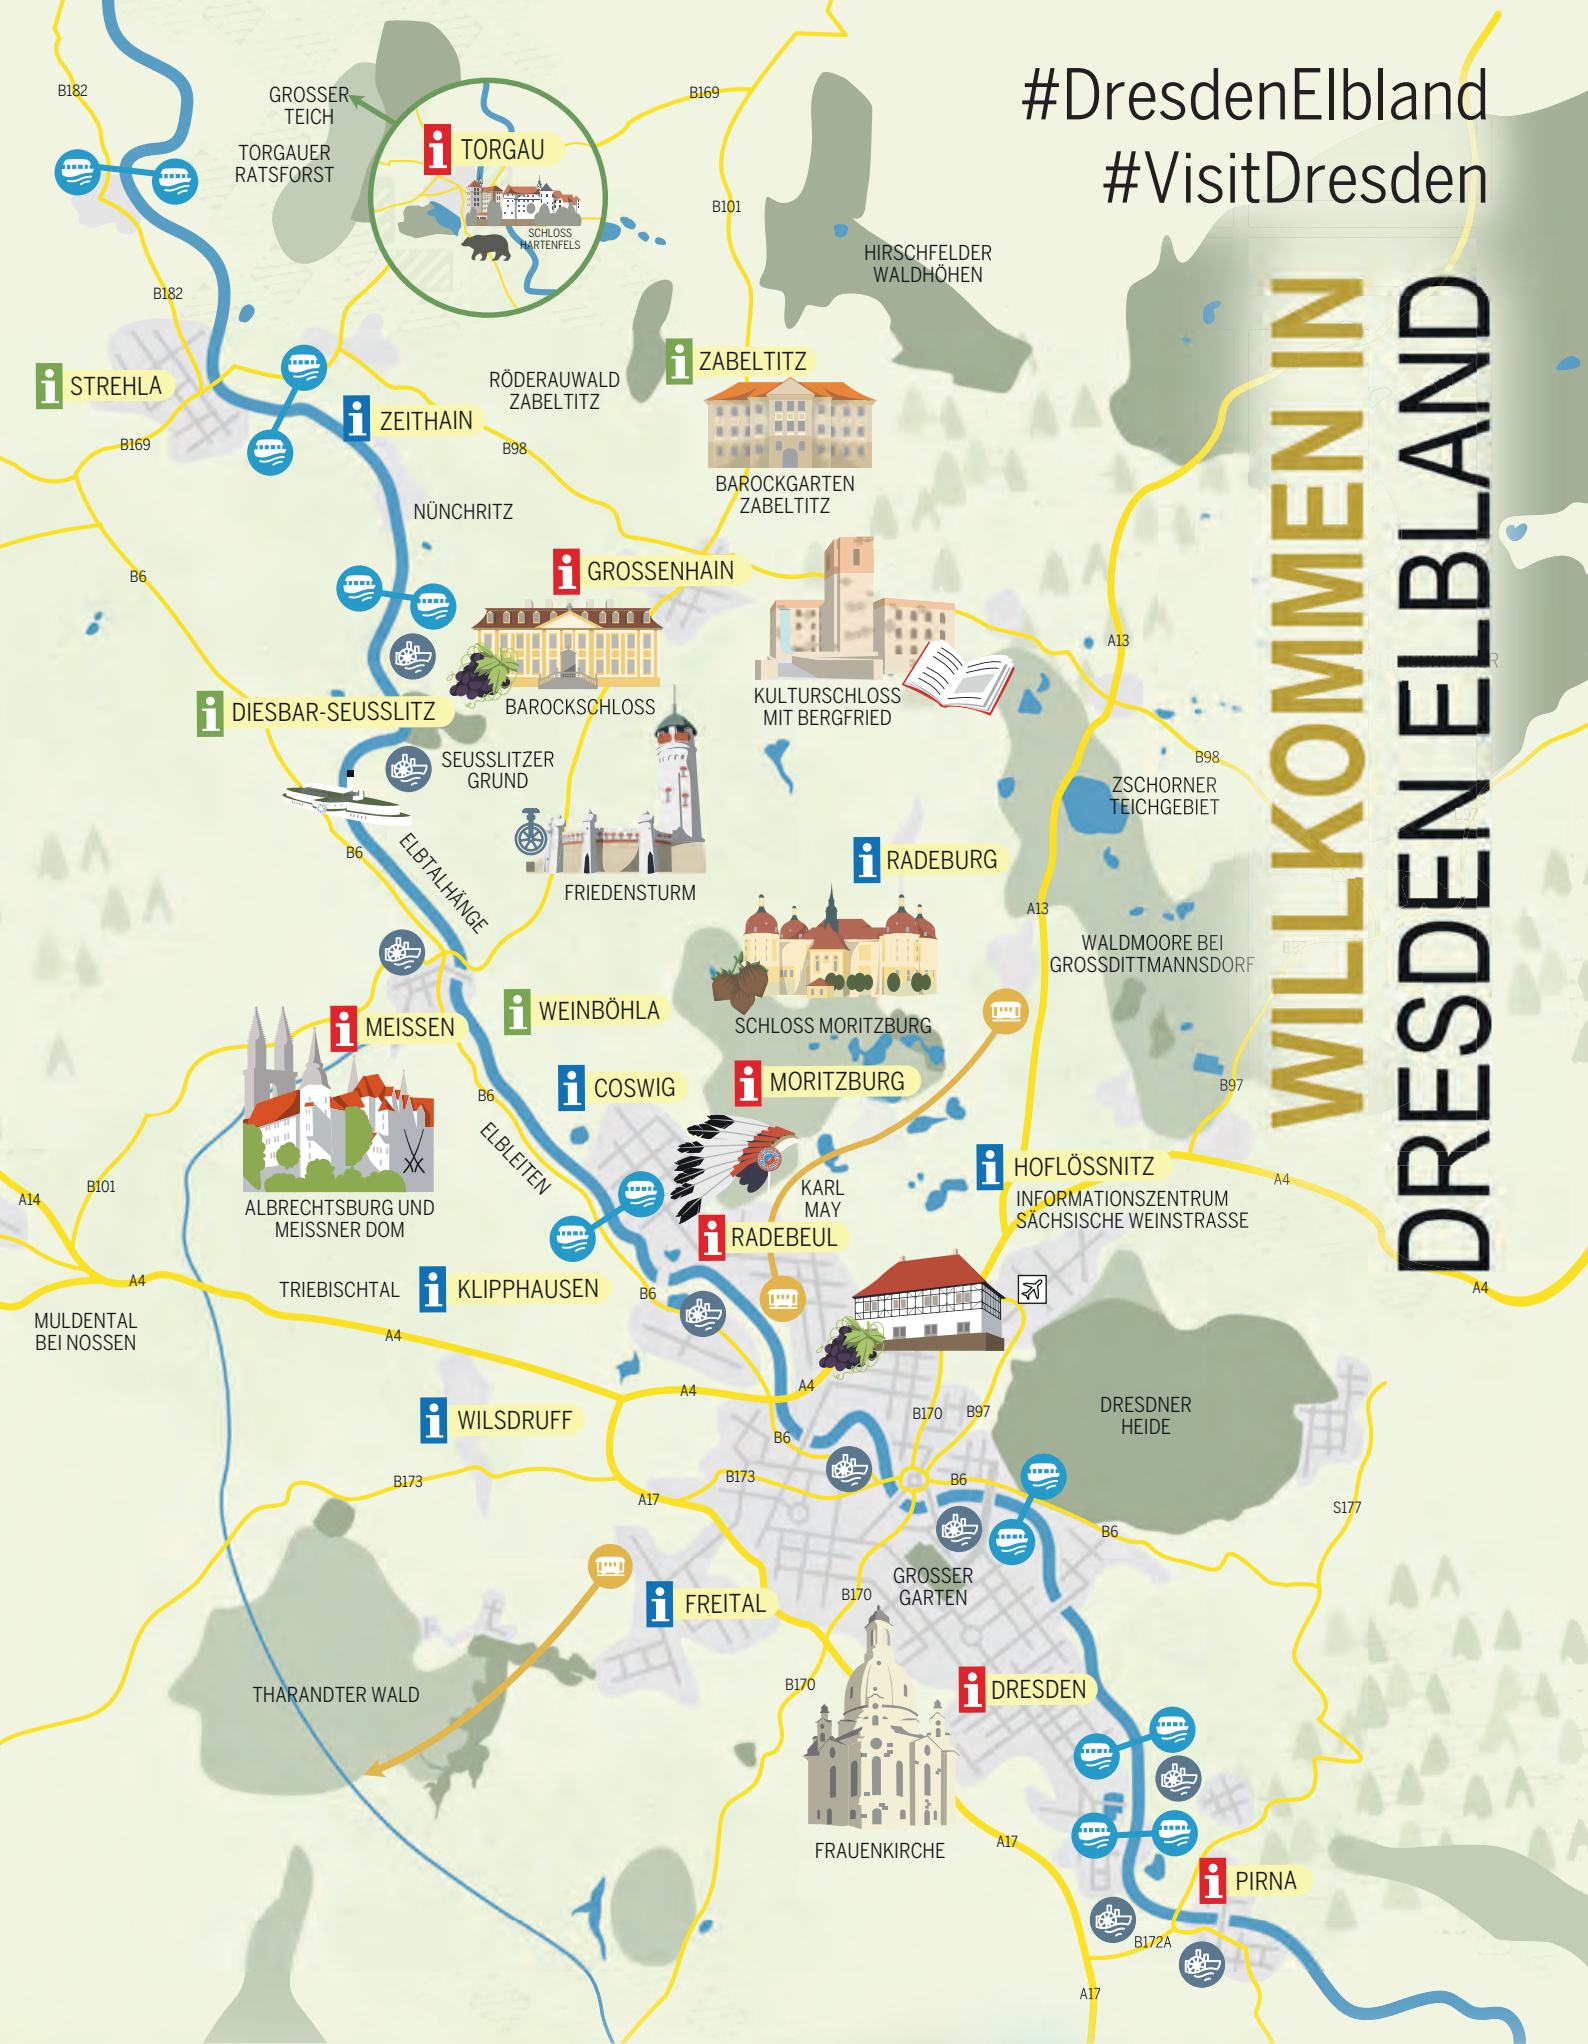 #DresdenElbland
#VisitDresden
WILLKOMMEN IN
DRESDEN ELBLAND
B182
GROSSER
TEICH
TORGAUER
RATSFORST
i TORGAU
SCHLOSS
HARTENFELS
B169
B101
HIRSCHFELDER
WALDHÖHEN
B182
i STREHLA
B169
i ZEITHAIN
RÖDERAUWALD
ZABELTITZ
i ZABELTITZ
BAROCKGARTEN
ZABELTITZ
B98
NÜNCHRITZ
B6
i GROSSENHAIN
BAROCKSCHLOSS
KULTURSCHLOSS
MIT BERGFRIED
A13
i DIESBAR-SEUSSLITZ
SEUSSLITZER
GRUND
B98
ZSCHORNER
TEICHGEBIET
B6
ELBTALHÄNGE
FRIEDENSTURM
i RADEBURG
A13
WALDMOORE BEI
GROSSDITTMANNSDORF
SCHLOSS MORITZBURG
i WEINBÖHLA
i MEISSEN
i COSWIG
i MORITZBURG
B6
ELBLEITEN
B97
ALBRECHTSBURG UND
MEISSNER DOM
A14
B101
KARL
MAY
i RADEBEUL
i HOFLÖSSNITZ
INFORMATIONSZENTRUM
SÄCHSISCHE WEINSTRASSE
A4
A4
A4
TRIEBISCHTAL
i KLIPPHAUSEN
B6
MULDENTAL
BEI NOSSEN
A4
A4
A4
i WILSDRUFF
B170
B97
DRESDNER
HEIDE
B6
B173
B173
B6
A17
S177
B6
GROSSER
GARTEN
B170
i FREITAL
THARANDTER WALD
B170
i DRESDEN
FRAUENKIRCHE
A17
i PIRNA
B172A
A17